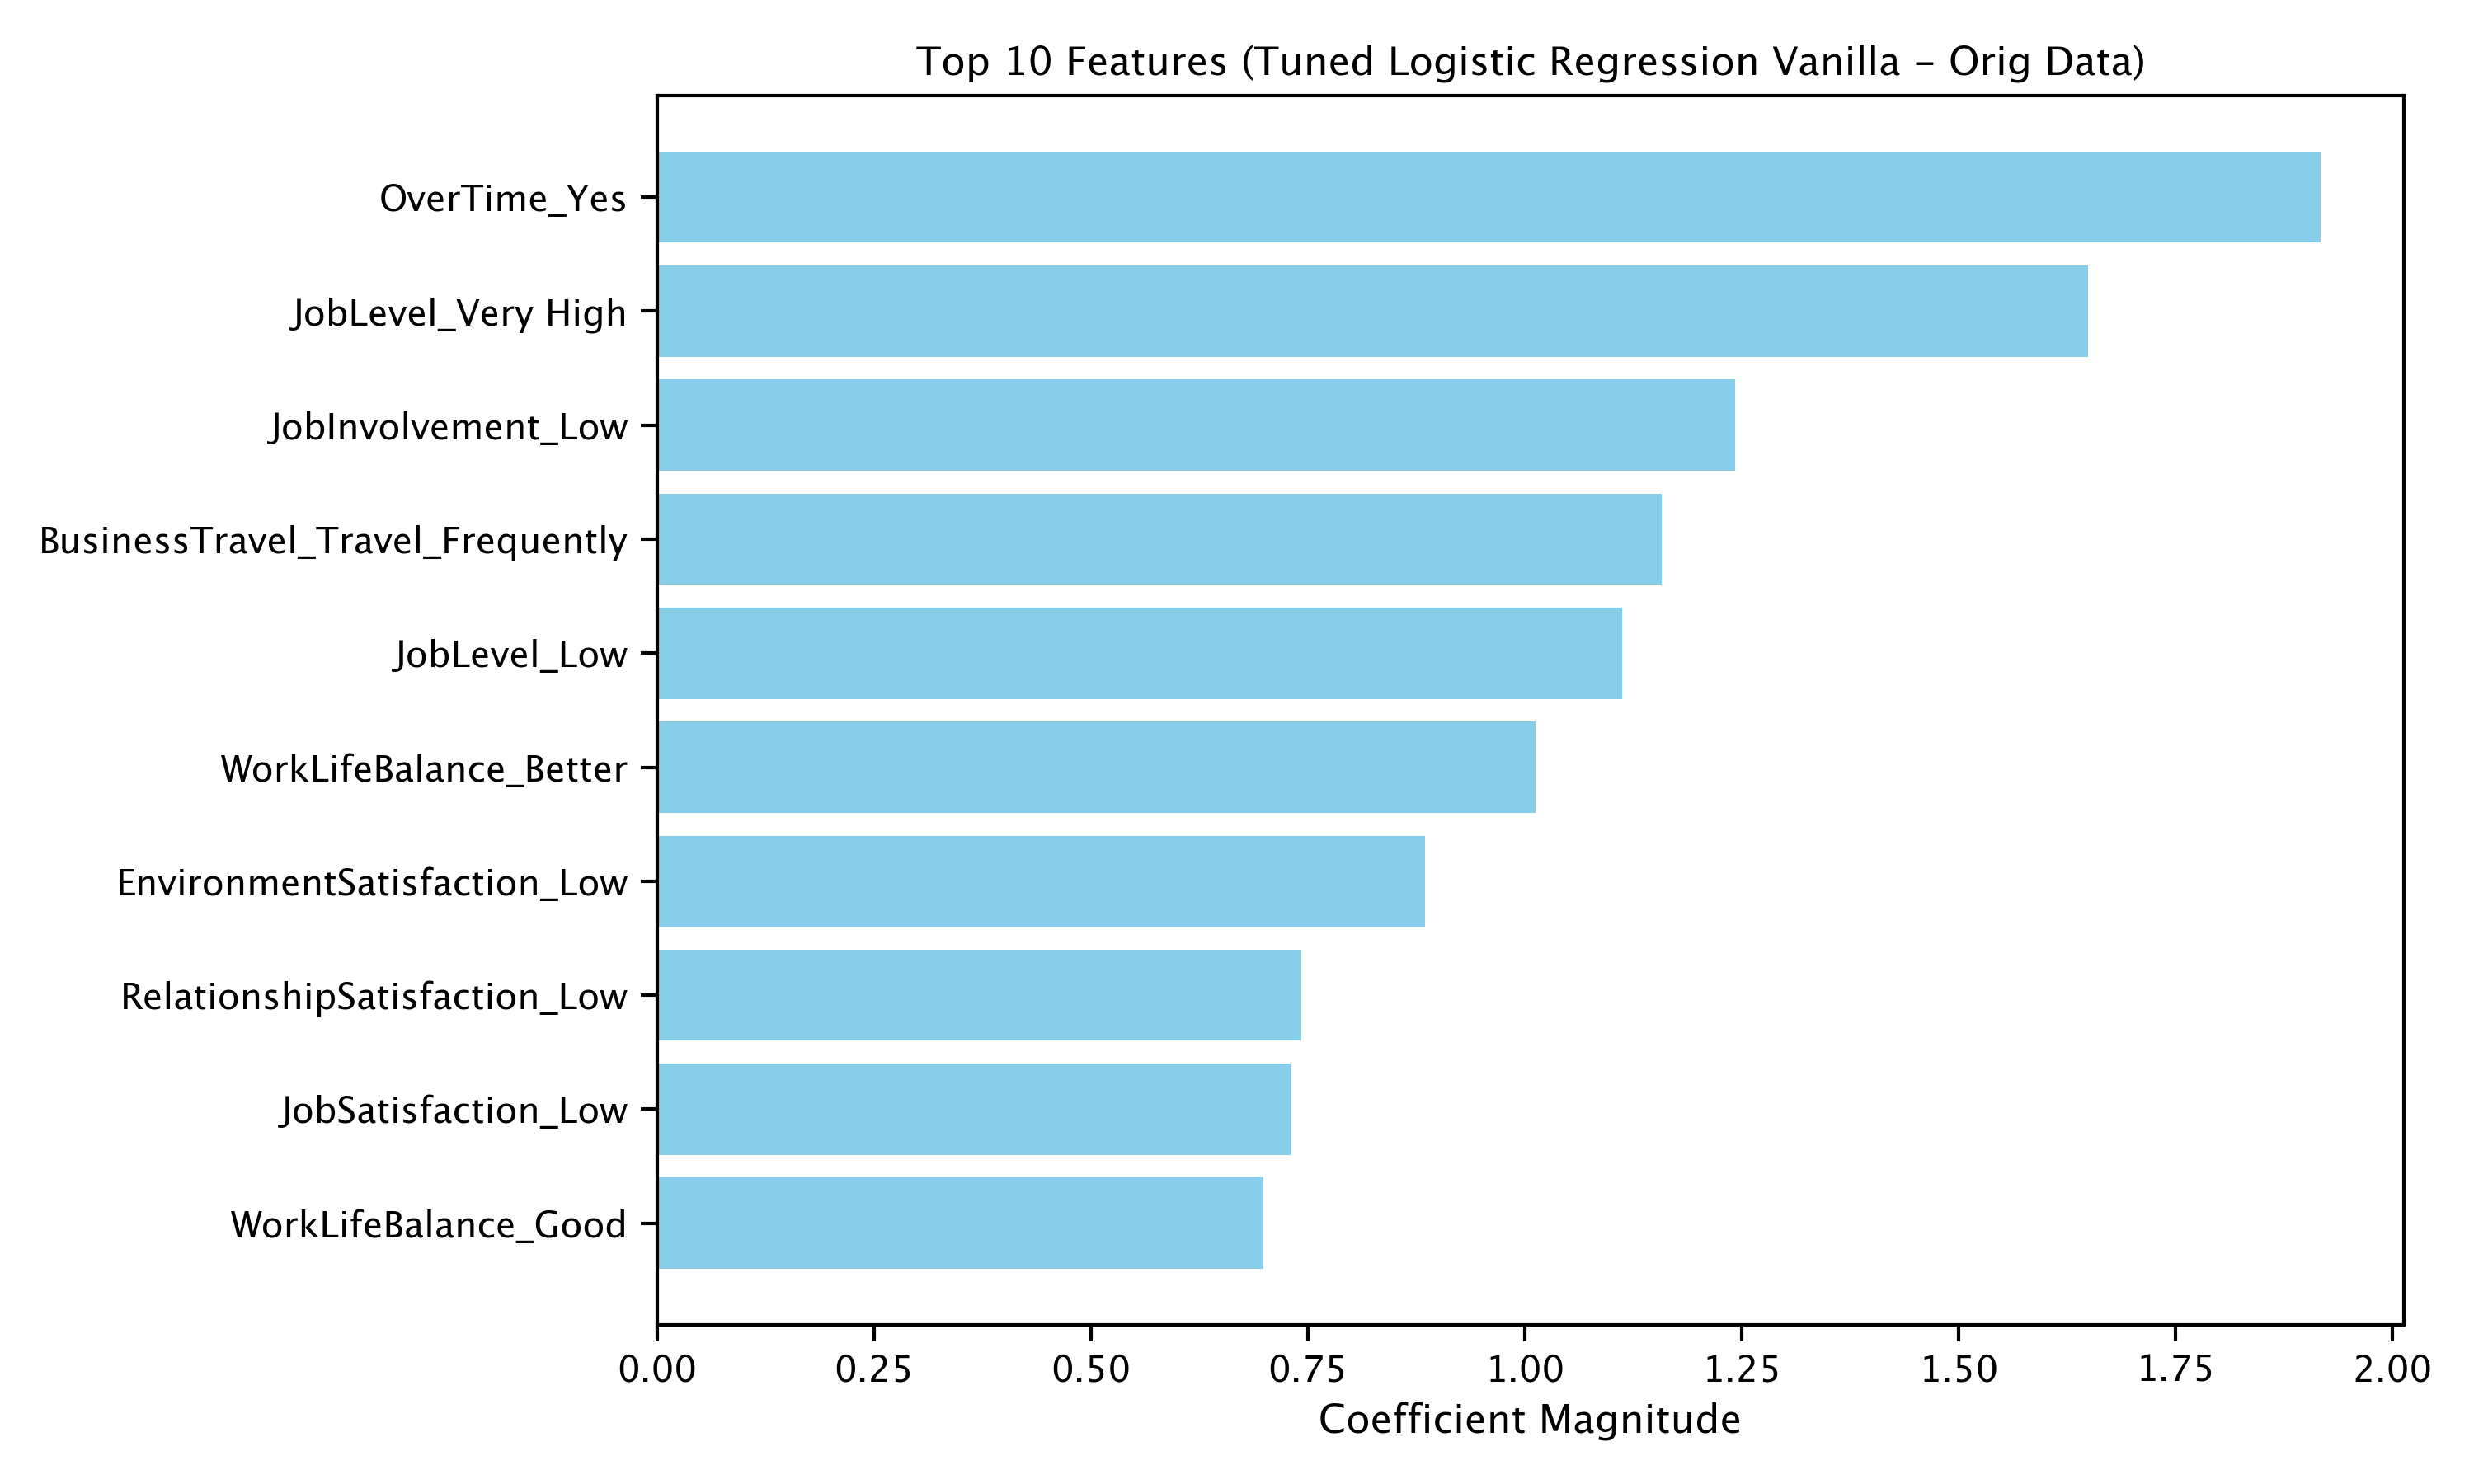 Top 10 Features (Tuned Logistic Regression Vanilla – Orig Data)
OverTime_Yes
JobLevel_Very High
JobInvolvement_Low
BusinessTravel_Travel_Frequently
JobLevel_Low
WorkLifeBalance_Better
EnvironmentSatisfaction_Low
RelationshipSatisfaction_Low
JobSatisfaction_Low
WorkLifeBalance_Good
0.00 0.25 0.50 0.75 1.00 1.25 1.50 1.75 2.00
Coefficient Magnitude